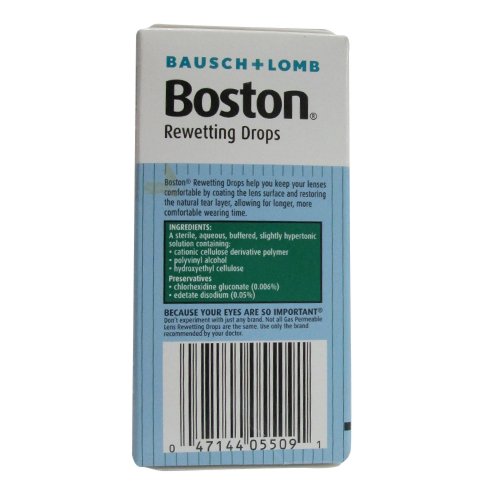 BAUSCH+LOMB
Boston®
Rewetting Drops
Boston® Rewetting Drops help you keep your lenses
comfortable by coating the lens surface and restoring
the natural tear layer, allowing for longer, more
comfortable wearing time.
INGREDIENTS:
A sterile, aqueous, buffered, slightly hypertonic
solution containing:
• cationic cellulose derivative polymer
• polyvinyl alcohol
• hydroxyethyl cellulose
Preservatives
• chlorhexidine gluconate (0.006%)
• edetate disodium (0.05%)
BECAUSE YOUR EYES ARE SO IMPORTANT®
Don't experiment with just any brand. Not all Gas Permeable
Lens Rewetting Drops are the same. Use only the brand
recommended by your doctor.
0 47144 05509 1